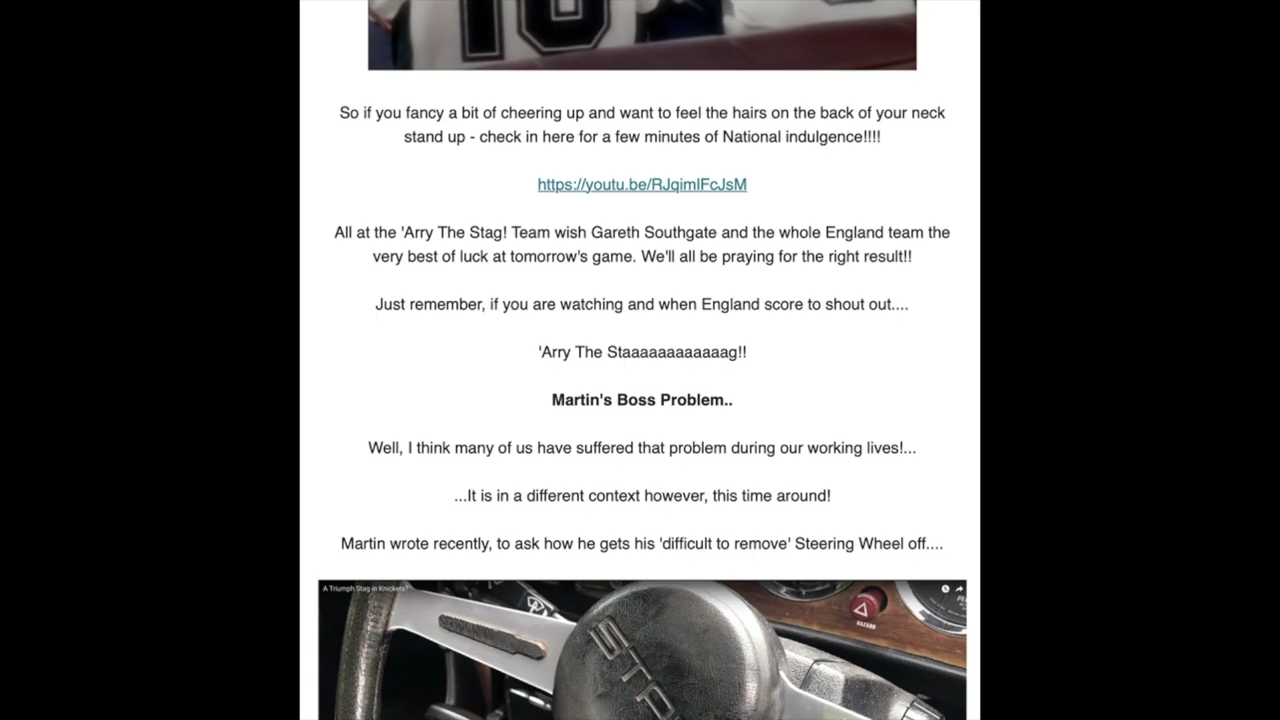 10
So if you fancy a bit of cheering up and want to feel the hairs on the back of your neck
stand up - check in here for a few minutes of National indulgence!!!!
https://youtu.be/RJqimlFcJsM
All at the 'Arry The Stag! Team wish Gareth Southgate and the whole England team the
very best of luck at tomorrow's game. We'll all be praying for the right result!!
Just remember, if you are watching and when England score to shout out....
'Arry The Staaaaaaaaaaaag!!
Martin's Boss Problem..
Well, I think many of us have suffered that problem during our working lives!...
...It is in a different context however, this time around!
Martin wrote recently, to ask how he gets his 'difficult to remove' Steering Wheel off....
A Triumph Stag in Knickers?
HAZARD
STA